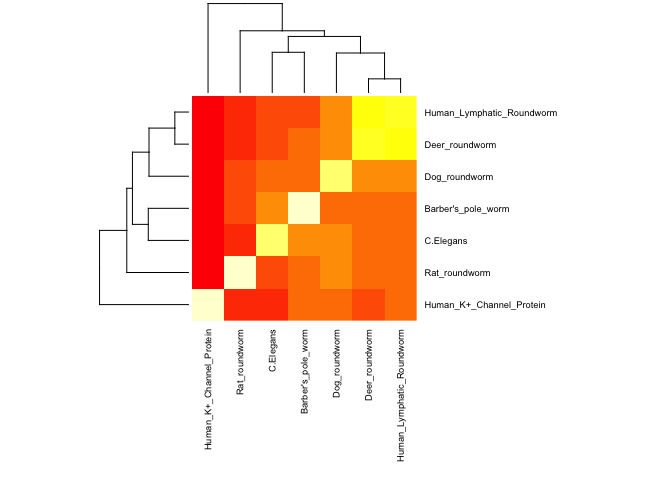 Human_Lymphatic_Roundworm
Deer_roundworm
Dog_roundworm
Barber's_pole_worm
C.Elegans
Rat_roundworm
Human_K+_Channel_Protein
Human_K+_Channel_Protein
Rat_roundworm
C.Elegans
Barber's_pole_worm
Dog_roundworm
Deer_roundworm
Human_Lymphatic_Roundworm